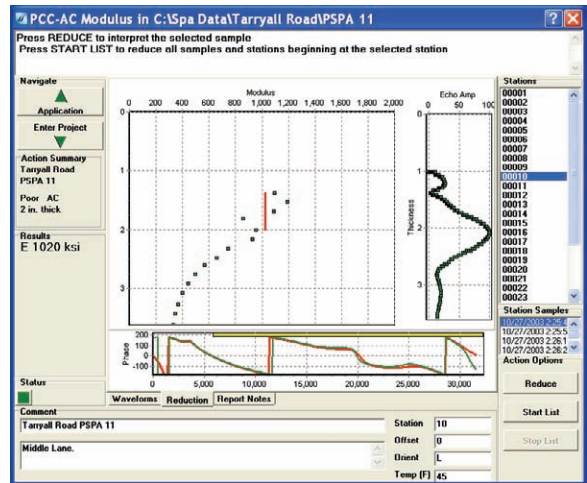 PCC-AC Modulus in C:\Spa Data\Tarryall Road\PSPA 11
Press REDUCE to interpret the selected sample
Press START LIST to reduce all samples and stations beginning at the selected station
Navigate
Application
Enter Project
Action Summary
Tarryall Road
PSPA 11
Poor AC
2 in. thick
Results
E 1020 ksi
Status
Modulus
0 200 400 600 800 1,000 1,200 1,400 1,600 1,800 2,000
0
1
2
3
Echo Amp
0 50 100
Thickness
0
1
2
3
Phase
200
100
0
-100
0 5,000 10,000 15,000 20,000 25,000 30,000
Waveforms Reduction Report Notes
Stations
00001
00002
00003
00004
00005
00006
00007
00008
00009
00010
00011
00012
00013
00014
00015
00016
00017
00018
00019
00020
00021
00022
00023
Station Samples
10/27/2003 2:25:4
10/27/2003 2:25:5
10/27/2003 2:26:1
10/27/2003 2:26:2
Action Options
Reduce
Start List
Stop List
Comment
Tarryall Road PSPA 11
Middle Lane.
Station 10
Offset 0
Orient L
Temp (F) 45